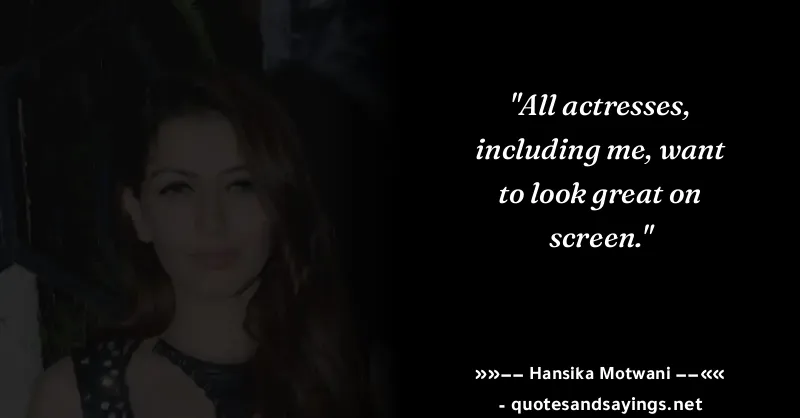 "All actresses,
including me, want
to look great on
screen."
»»–– Hansika Motwani ––««
- quotesandsayings.net